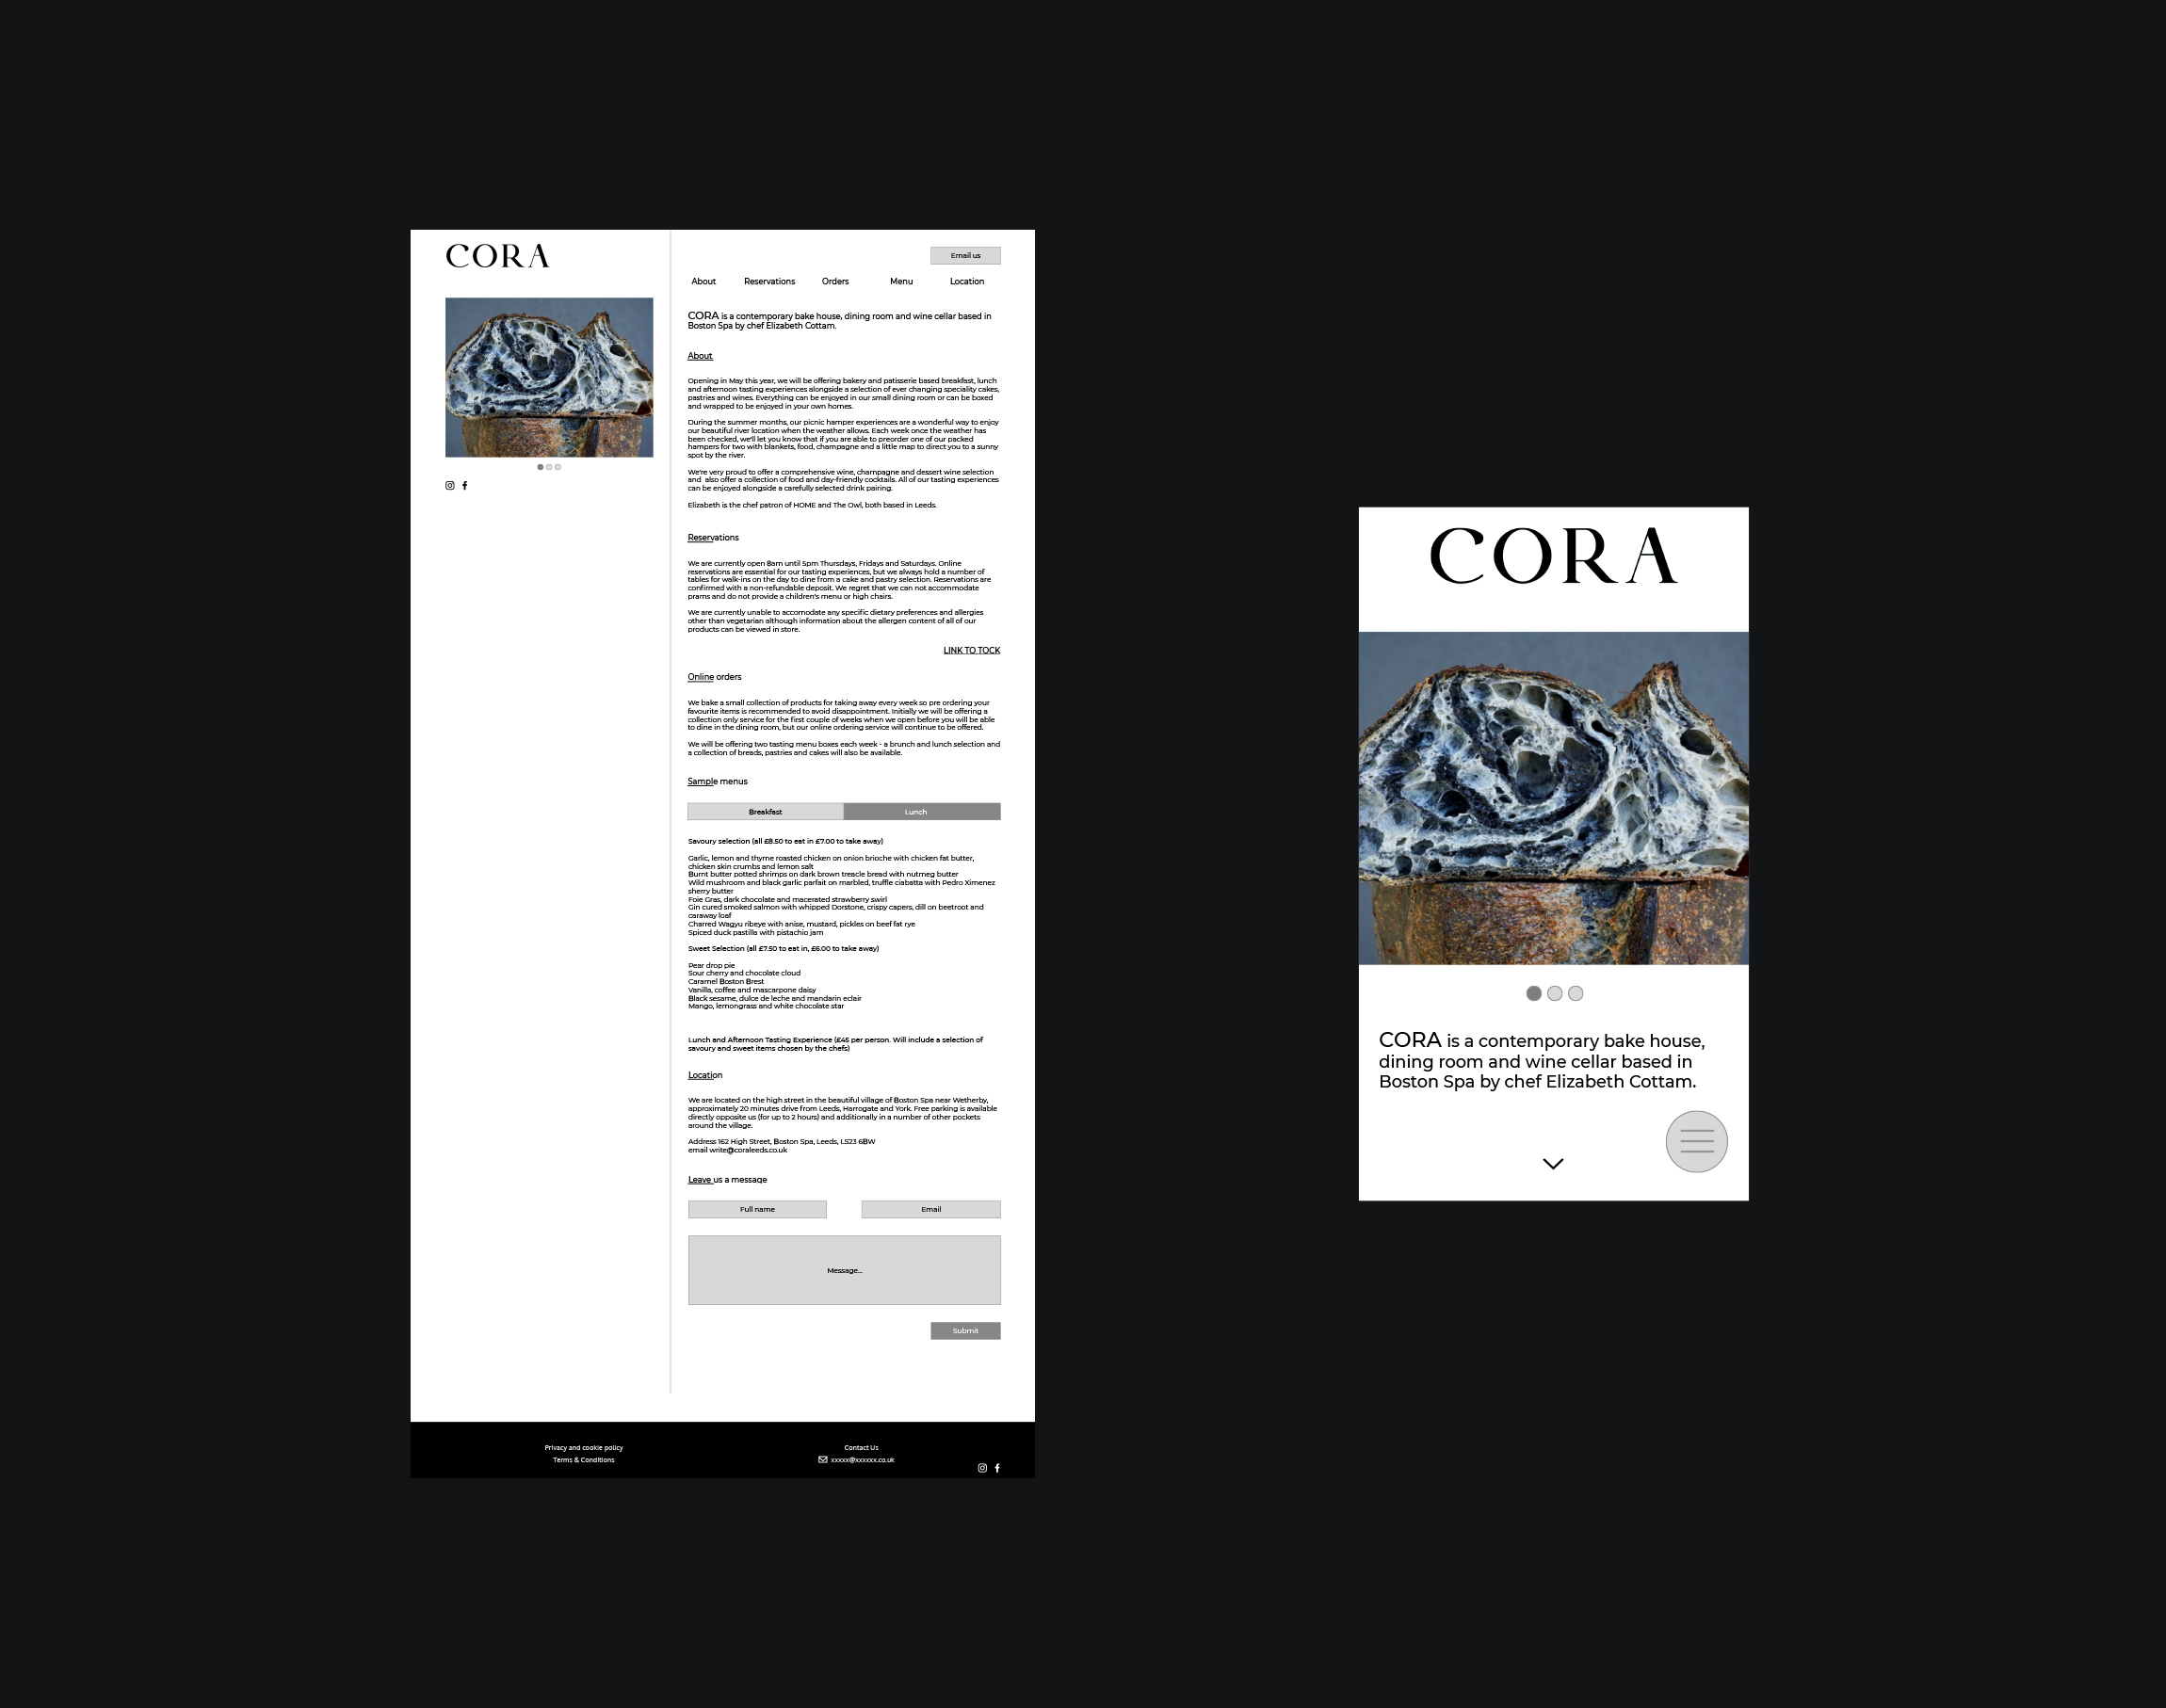 CORA
Email us
About Reservations Orders Menu Location
CORA is a contemporary bake house, dining room and wine cellar based in
Boston Spa by chef Elizabeth Cottam.
About
Opening in May this year, we will be offering bakery and patisserie based breakfast, lunch
and afternoon tasting experiences alongside a selection of ever changing speciality cakes,
pastries and wines. Everything can be enjoyed in our small dining room or can be boxed
and wrapped to be enjoyed in your own homes.
During the summer months, our picnic hamper experiences are a wonderful way to enjoy
our beautiful river location when the weather allows. Each week once the weather has
been checked, we'll let you know that if you are able to preorder one of our packed
hampers for two with blankets, food, champagne and a little map to direct you to a sunny
spot by the river.
We're very proud to offer a comprehensive wine, champagne and dessert wine selection
and also offer a collection of food and day-friendly cocktails. All of our tasting experiences
can be enjoyed alongside a carefully selected drink pairing.
Elizabeth is the chef patron of HOME and The Owl, both based in Leeds.
Reservations
We are currently open 8am until 5pm Thursdays, Fridays and Saturdays. Online
reservations are essential for our tasting experiences, but we always hold a number of
tables for walk-ins on the day to dine from a cake and pastry selection. Reservations are
confirmed with a non-refundable deposit. We regret that we can not accommodate
prams and do not provide a children's menu or high chairs.
We are currently unable to accomodate any specific dietary preferences and allergies
other than vegetarian although information about the allergen content of all of our
products can be viewed in store.
LINK TO TOCK
Online orders
We bake a small collection of products for taking away every week so pre ordering your
favourite items is recommended to avoid disappointment. Initially we will be offering a
collection only service for the first couple of weeks when we open before you will be able
to dine in the dining room, but our online ordering service will continue to be offered.
We will be offering two tasting menu boxes each week - a brunch and lunch selection and
a collection of breads, pastries and cakes will also be available.
Sample menus
Breakfast Lunch
Savoury selection (all £8.50 to eat in £7.00 to take away)
Garlic, lemon and thyme roasted chicken on onion brioche with chicken fat butter,
chicken skin crumbs and lemon salt
Burnt butter potted shrimps on dark brown treacle bread with nutmeg butter
Wild mushroom and black garlic parfait on marbled, truffle ciabatta with Pedro Ximenez
sherry butter
Foie Gras, dark chocolate and macerated strawberry swirl
Gin cured smoked salmon with whipped Dorstone, crispy capers, dill on beetroot and
caraway loaf
Charred Wagyu ribeye with anise, mustard, pickles on beef fat rye
Spiced duck pastilla with pistachio jam
Sweet Selection (all £7.50 to eat in, £6.00 to take away)
Pear drop pie
Sour cherry and chocolate cloud
Caramel Boston Brest
Vanilla, coffee and mascarpone daisy
Black sesame, dulce de leche and mandarin eclair
Mango, lemongrass and white chocolate star
Lunch and Afternoon Tasting Experience (£45 per person. Will include a selection of
savoury and sweet items chosen by the chefs)
Location
We are located on the high street in the beautiful village of Boston Spa near Wetherby,
approximately 20 minutes drive from Leeds, Harrogate and York. Free parking is available
directly opposite us (for up to 2 hours) and additionally in a number of other pockets
around the village.
Address 162 High Street, Boston Spa, Leeds, LS23 6BW
email write@coraleeds.co.uk
Leave us a message
Full name Email
Message...
Submit
Privacy and cookie policy
Terms & Conditions
Contact Us
xxxxx@xxxxxx.co.uk
CORA
CORA is a contemporary bake house,
dining room and wine cellar based in
Boston Spa by chef Elizabeth Cottam.